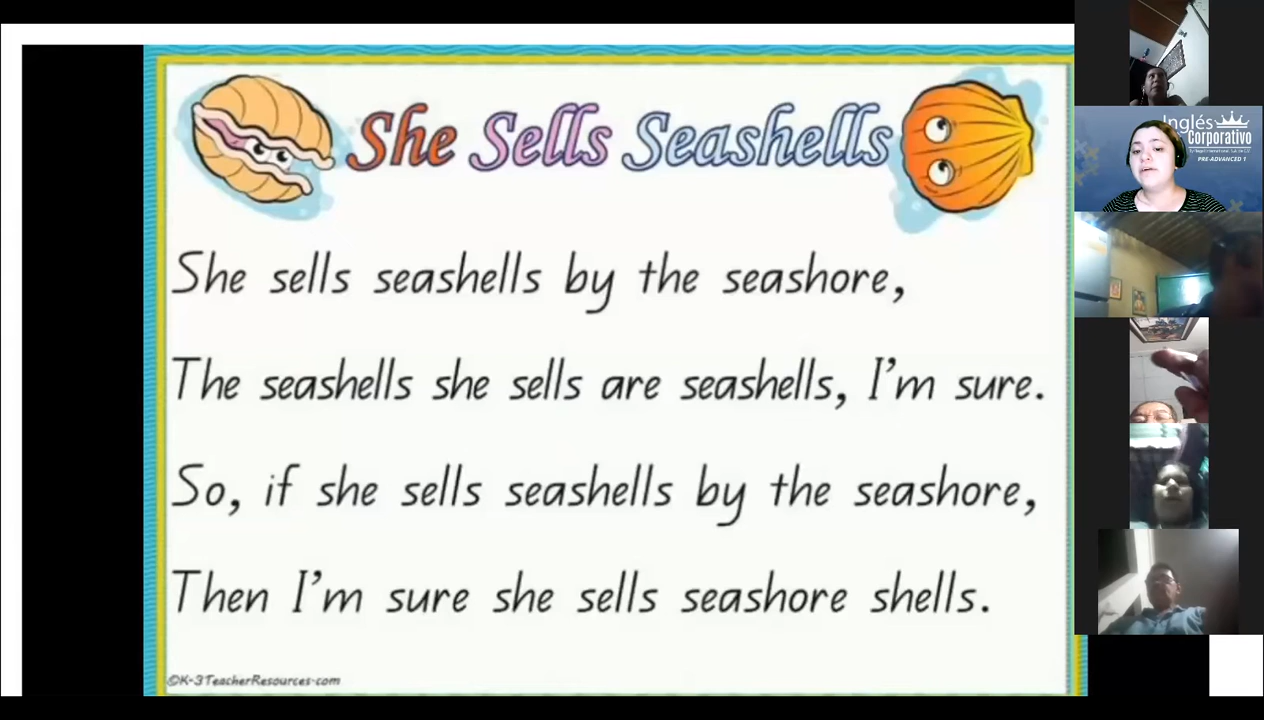 She Sells Seashells
She sells seashells by the seashore,
The seashells she sells are seashells, I'm sure.
So, if she sells seashells by the seashore,
Then I'm sure she sells seashore shells.
©K-3TeacherResources.com
Inglés
Corporativo
PRE-ADVANCED 1